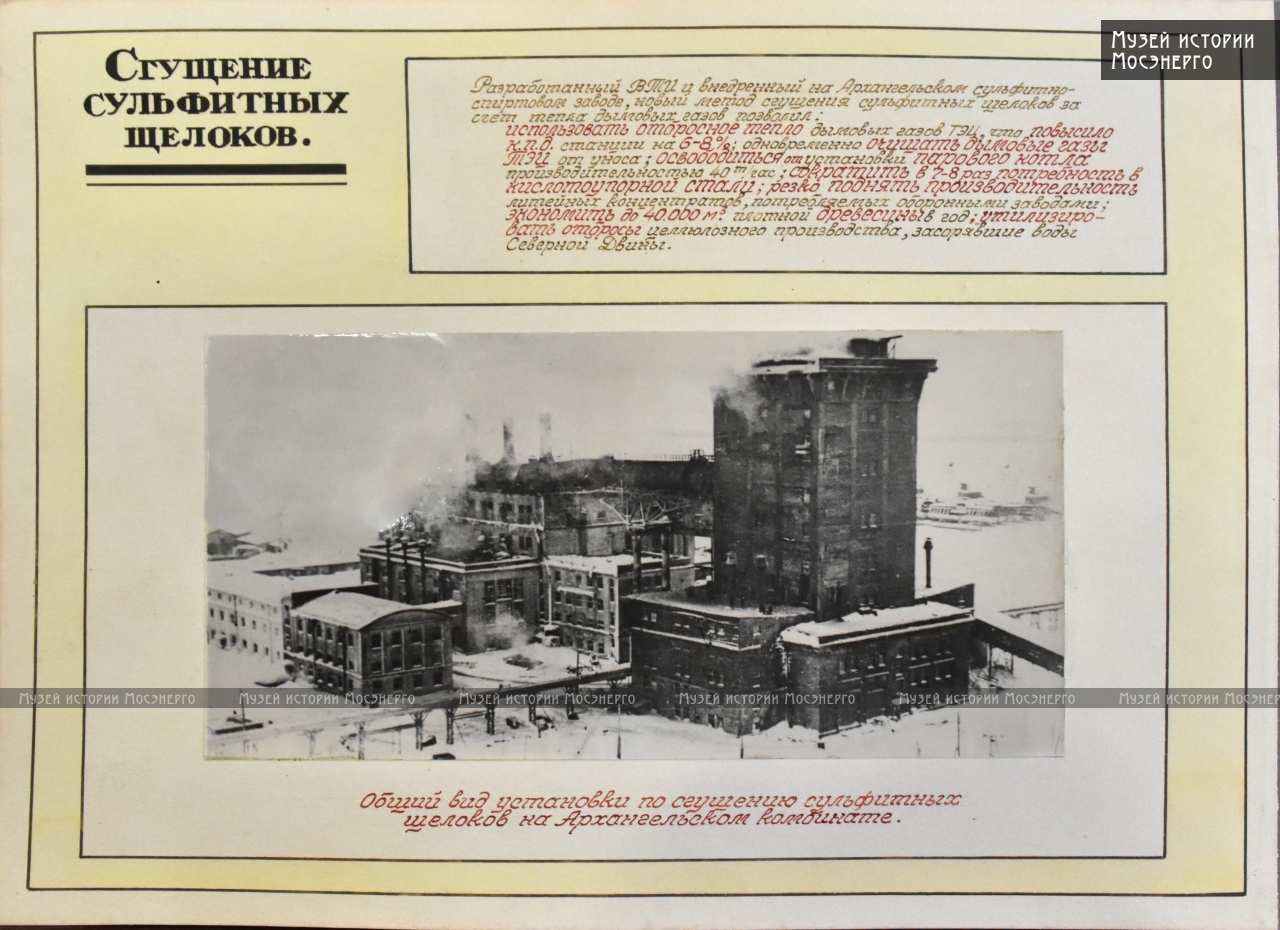 Музей истории
Мосэнерго
Сгущение
сульфитных
щелоков.
Разработанный ВТИ и внедренный на Архангельском сульфитно-
спиртовом заводе, новый метод сгущения сульфитных щелоков за
счет тепла дымовых газов позволил:
использовать отбросное тепло дымовых газов ТЭЦ, что повысило
к.п.д. станции на 6-8%; одновременно очищать дымовые газы
ТЭЦ от уноса; освободиться от установки парового котла
производительностью 40 т/час; сократить в 7-8 раз потребность в
кислотоупорной стали; резко поднять производительность
литейных концентратов, потребляемых оборонными заводами;
экономить до 40.000 м³ плотной древесины в год; утилизиро-
вать отбросы целлюлозного производства, засорявшие воды
Северной Двины.
Музей истории Мосэнерго Музей истории Мосэнерго Музей истории Мосэнерго Музей истории Мосэнерго Музей истории Мосэнерго Музей истории Мосэнерго
Общий вид установки по сгущению сульфитных
щелоков на Архангельском комбинате.